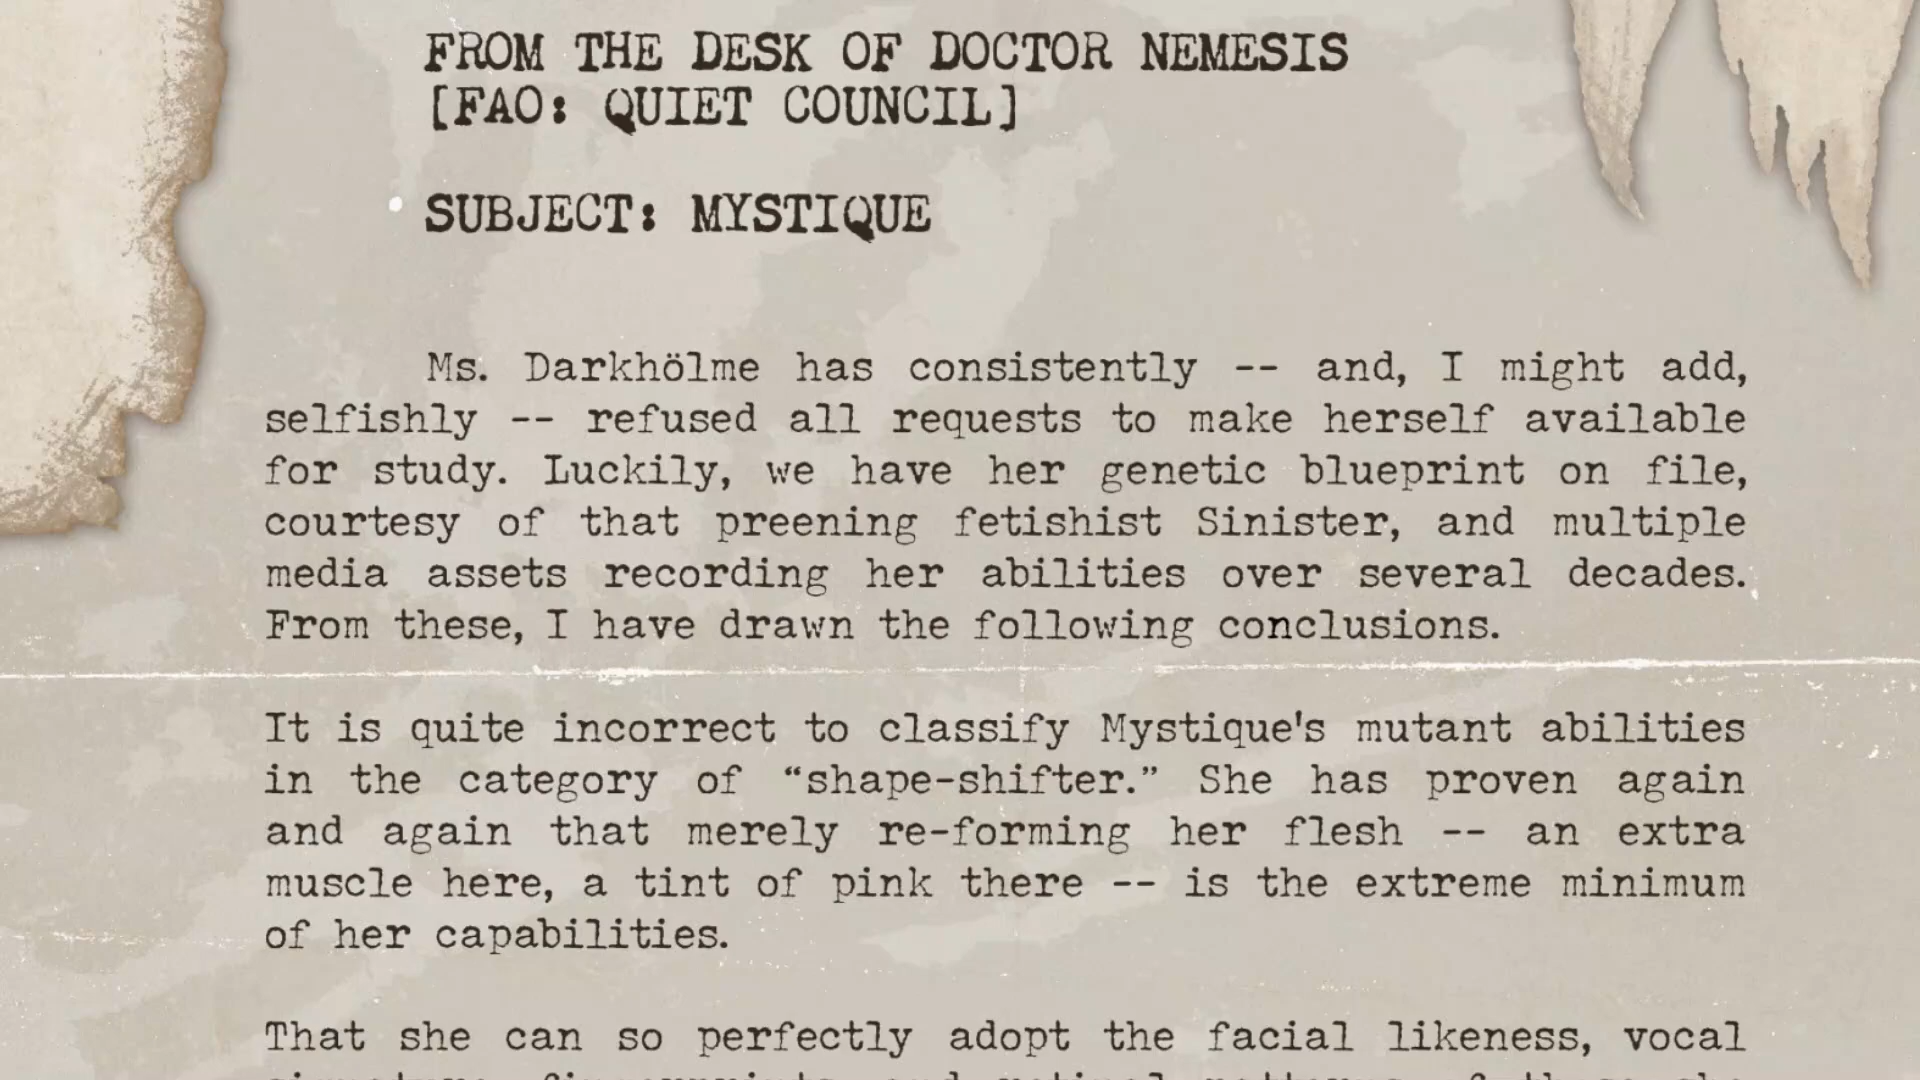 FROM THE DESK OF DOCTOR NEMESIS
[FAO: QUIET COUNCIL]
SUBJECT: MYSTIQUE
Ms. Darkhölme has consistently -- and, I might add,
selfishly -- refused all requests to make herself available
for study. Luckily, we have her genetic blueprint on file,
courtesy of that preening fetishist Sinister, and multiple
media assets recording her abilities over several decades.
From these, I have drawn the following conclusions.
It is quite incorrect to classify Mystique's mutant abilities
in the category of “shape-shifter.” She has proven again
and again that merely re-forming her flesh -- an extra
muscle here, a tint of pink there -- is the extreme minimum
of her capabilities.
That she can so perfectly adopt the facial likeness, vocal